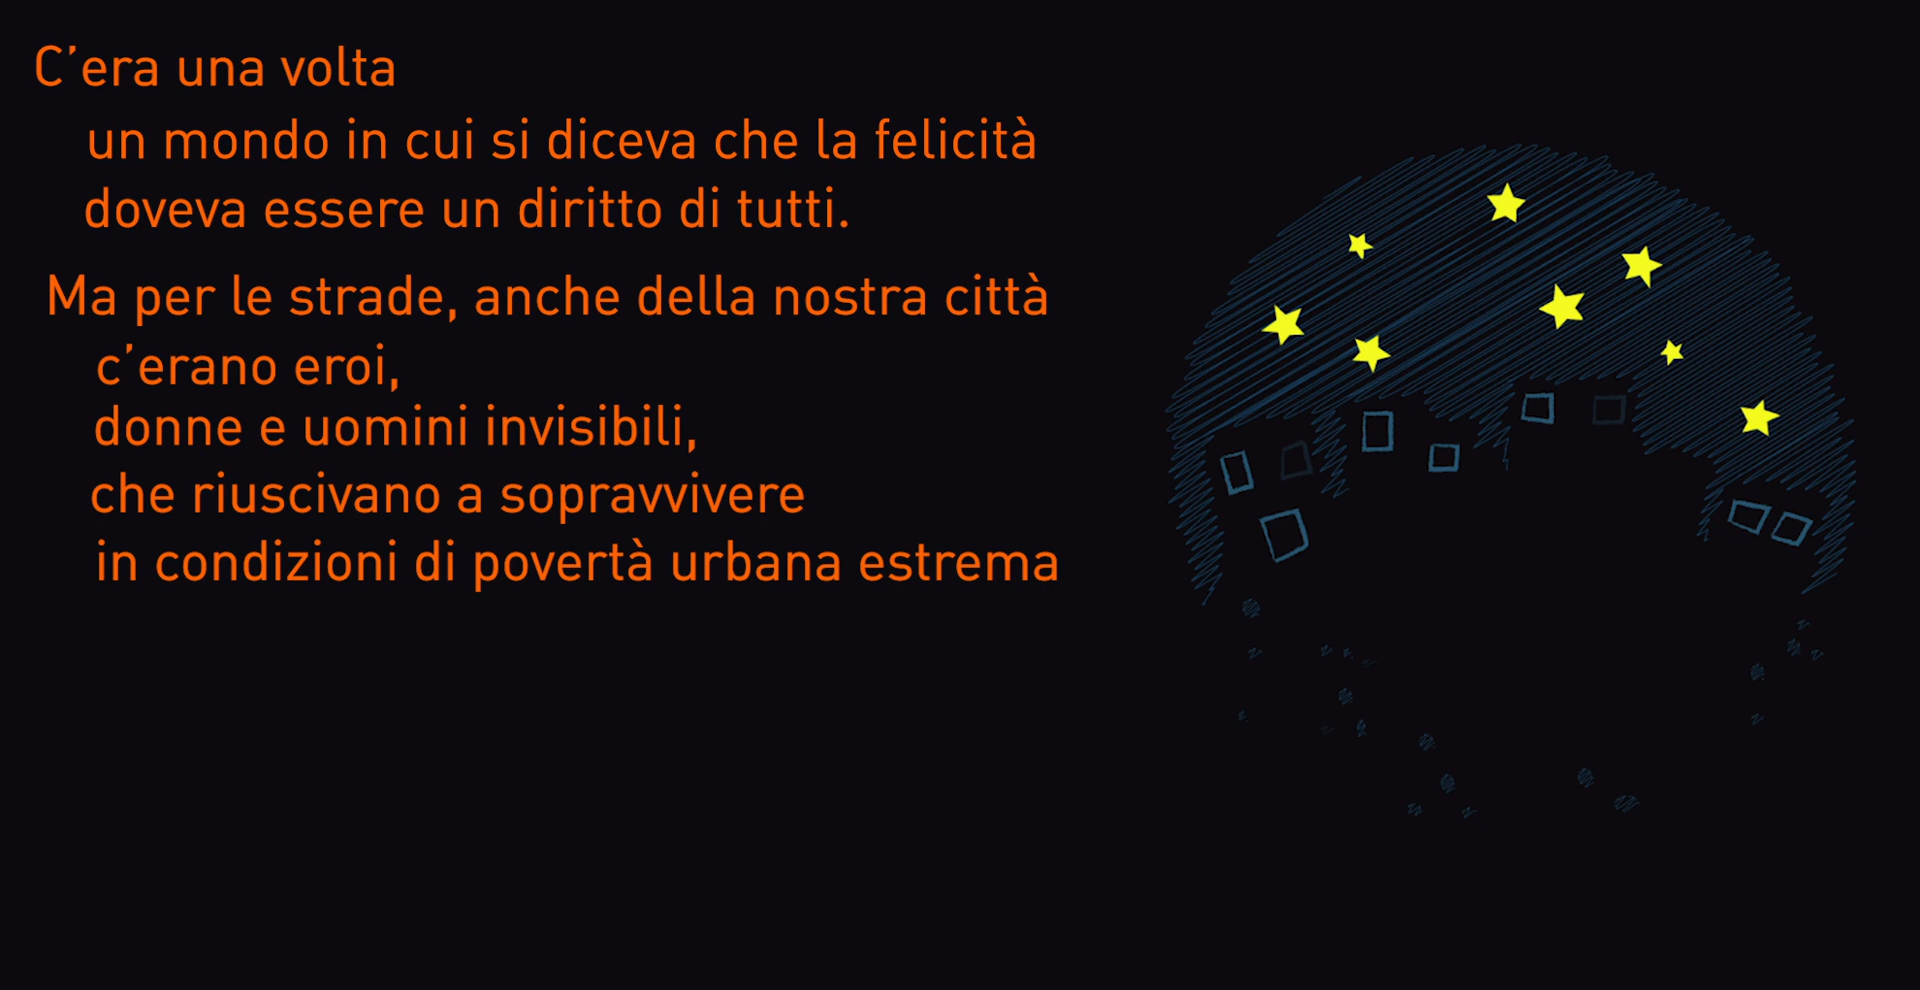 C’era una volta
un mondo in cui si diceva che la felicità
doveva essere un diritto di tutti.
Ma per le strade, anche della nostra città
c’erano eroi,
donne e uomini invisibili,
che riuscivano a sopravvivere
in condizioni di povertà urbana estrema